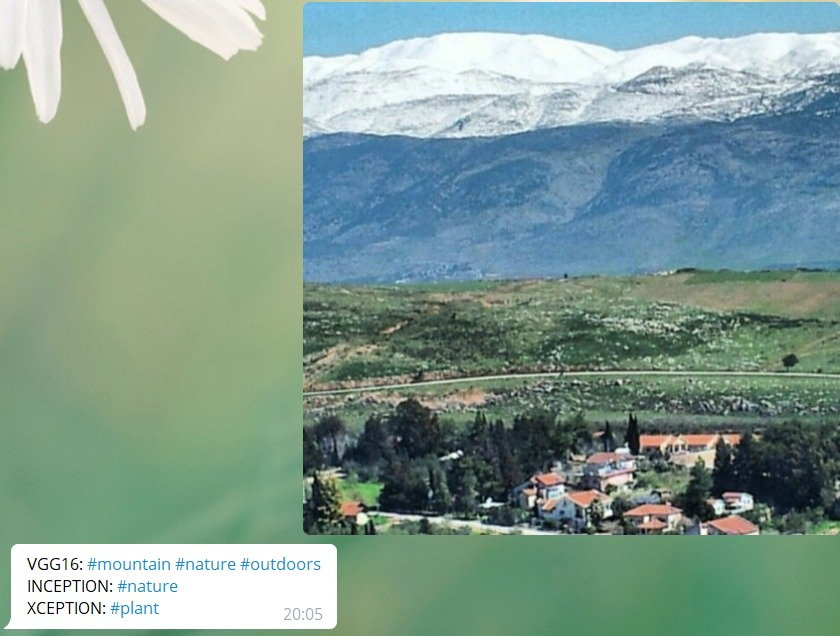 VGG16: #mountain #nature #outdoors
INCEPTION: #nature
XCEPTION: #plant
20:05